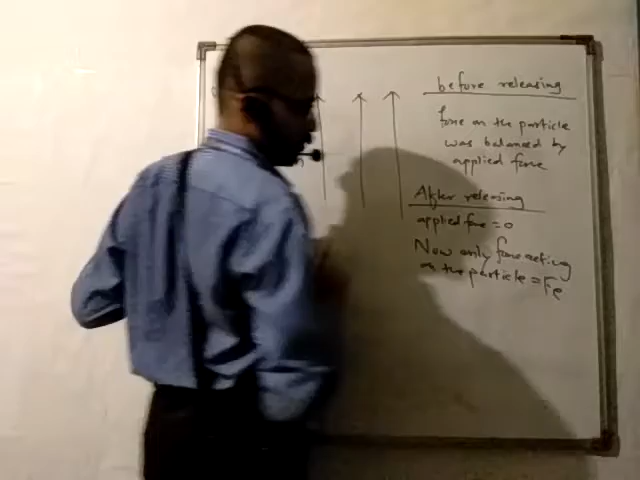 before releasing
force on the particle
was balanced by
applied force
After releasing
applied force = 0
Now only force acting
on the particle = Fe